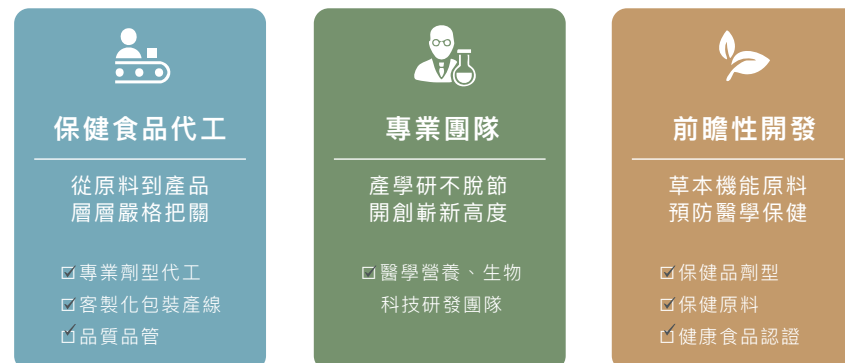 保健食品代工
從原料到產品
層層嚴格把關
專業劑型代工
客製化包裝產線
品質品管
專業團隊
產學研不脫節
開創嶄新高度
醫學營養、生物
科技研發團隊
前瞻性開發
草本機能原料
預防醫學保健
保健品劑型
保健原料
健康食品認證